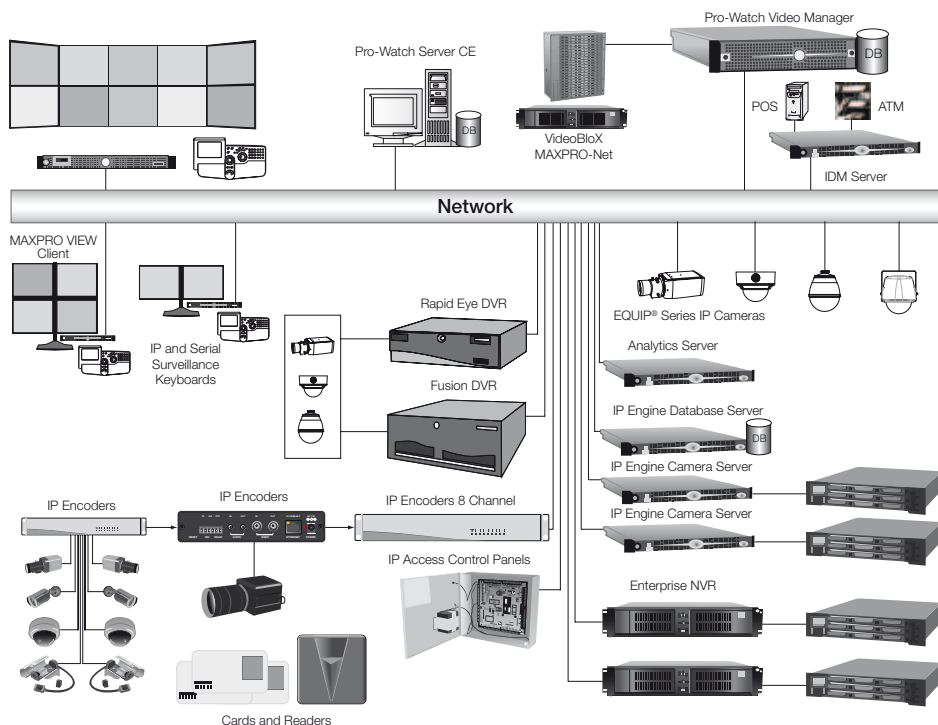 Pro-Watch Server CE
DB
VideoBloX
MAXPRO-Net
Pro-Watch Video Manager
DB
POS
ATM
IDM Server
Network
MAXPRO VIEW
Client
IP and Serial
Surveillance
Keyboards
Rapid Eye DVR
Fusion DVR
EQUIP® Series IP Cameras
Analytics Server
IP Engine Database Server
DB
IP Engine Camera Server
IP Engine Camera Server
IP Encoders
IP Encoders
IP Encoders 8 Channel
IP Access Control Panels
Enterprise NVR
Cards and Readers